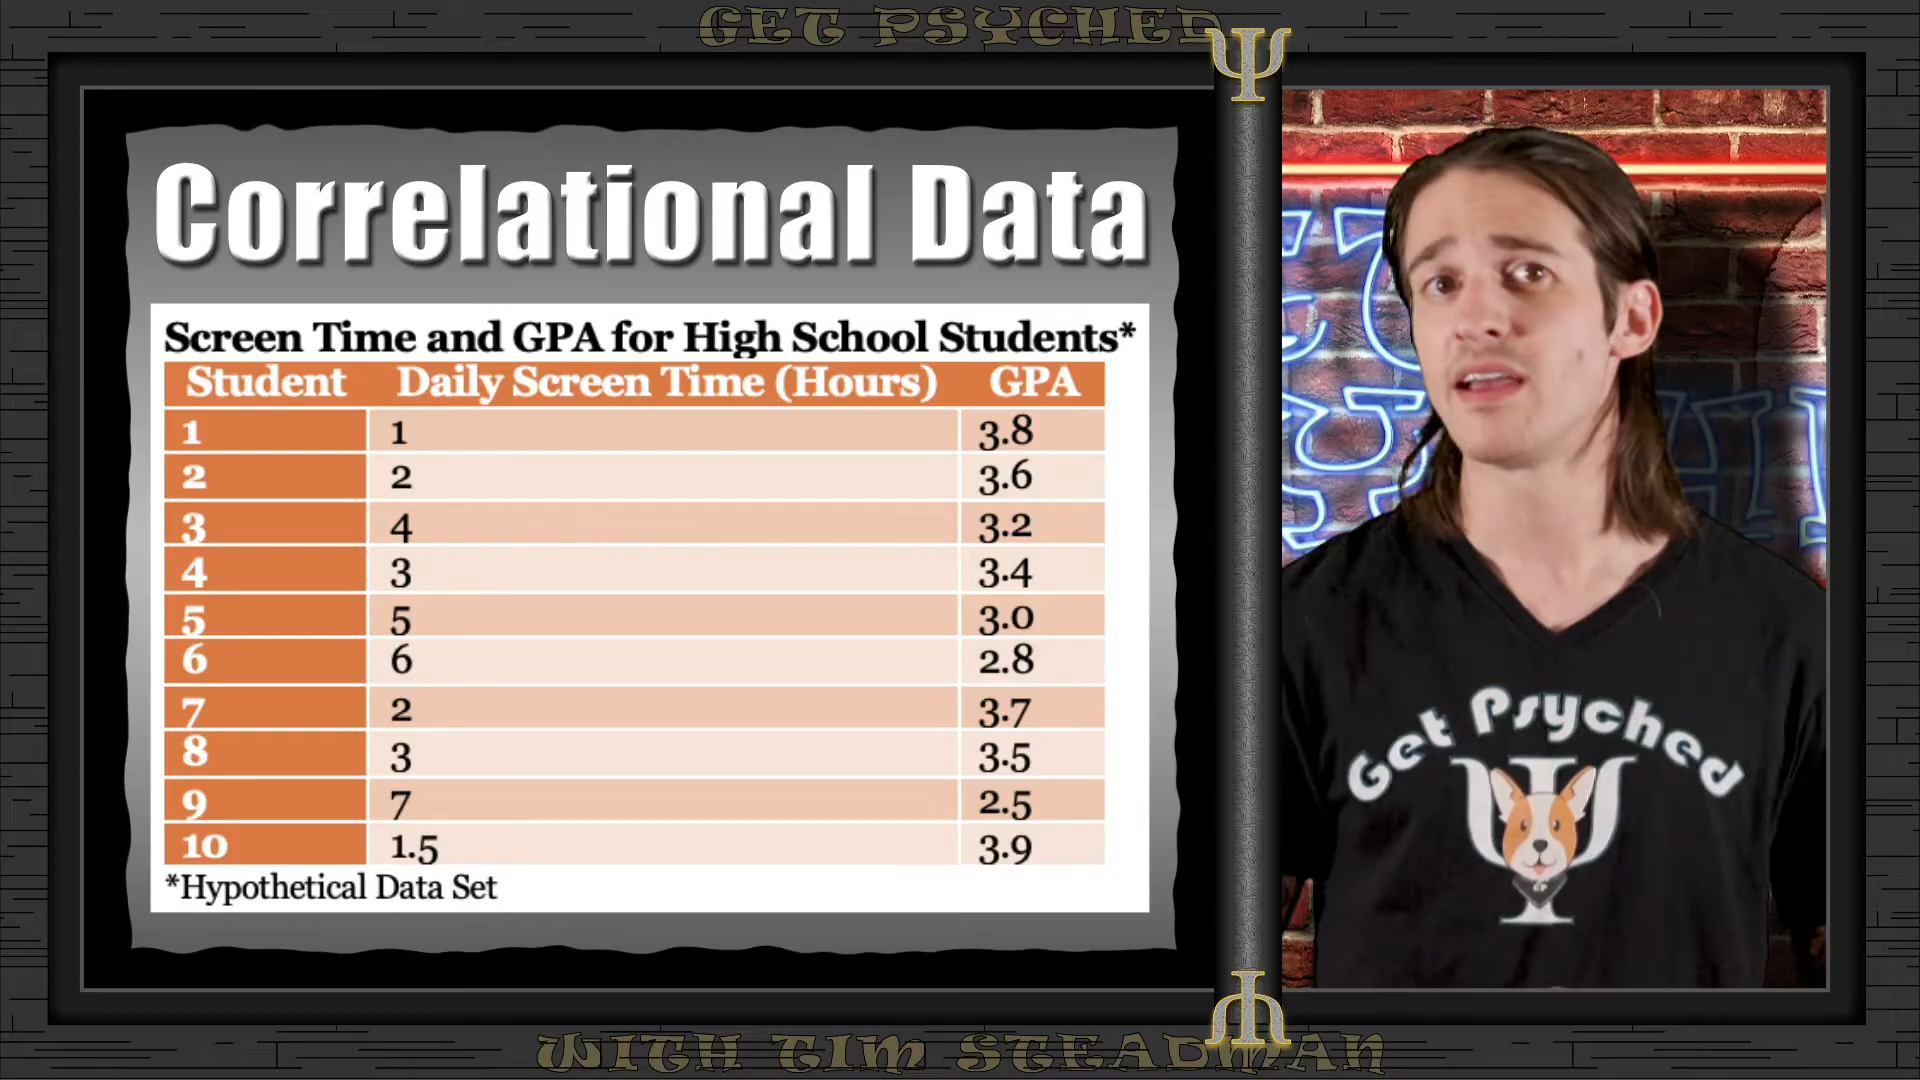 GET PSYCHED
Ψ
Correlational Data
Screen Time and GPA for High School Students*
Student Daily Screen Time (Hours) GPA
1 1 3.8
2 2 3.6
3 4 3.2
4 3 3.4
5 5 3.0
6 6 2.8
7 2 3.7
8 3 3.5
9 7 2.5
10 1.5 3.9
*Hypothetical Data Set
Get Psyched
Ψ
GP
Ψ
WITH TIM STEADMAN